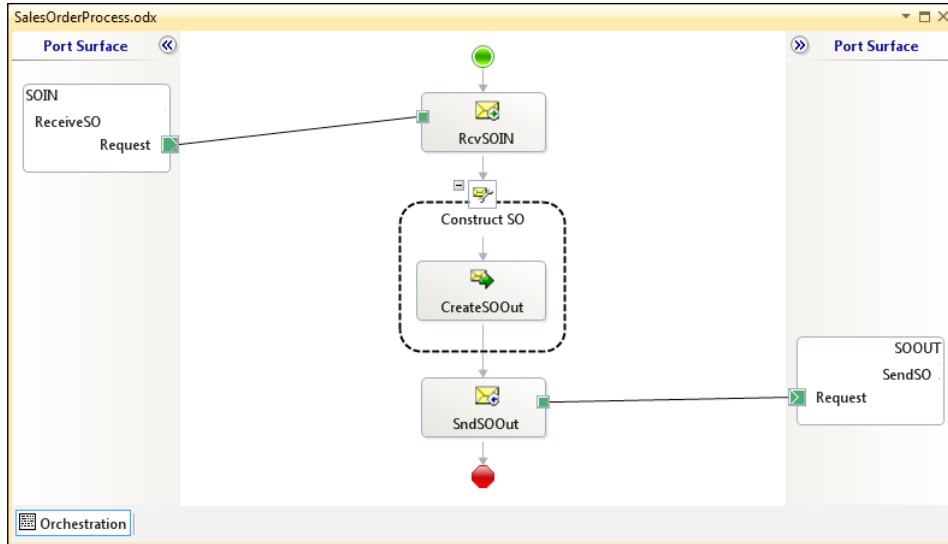 SalesOrderProcess.odx
Port Surface
Port Surface
SOIN
ReceiveSO
Request
RcvSOIN
Construct SO
CreateSOOut
SOOUT
SendSO
Request
SndSOOut
Orchestration